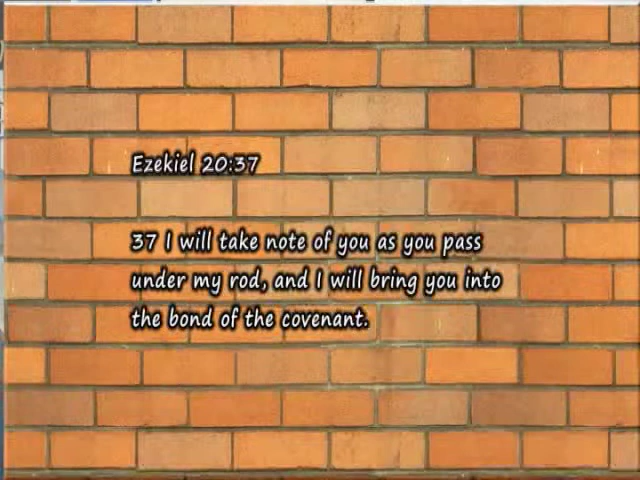 Ezekiel 20:37
37 I will take note of you as you pass
under my rod, and I will bring you into
the bond of the covenant.